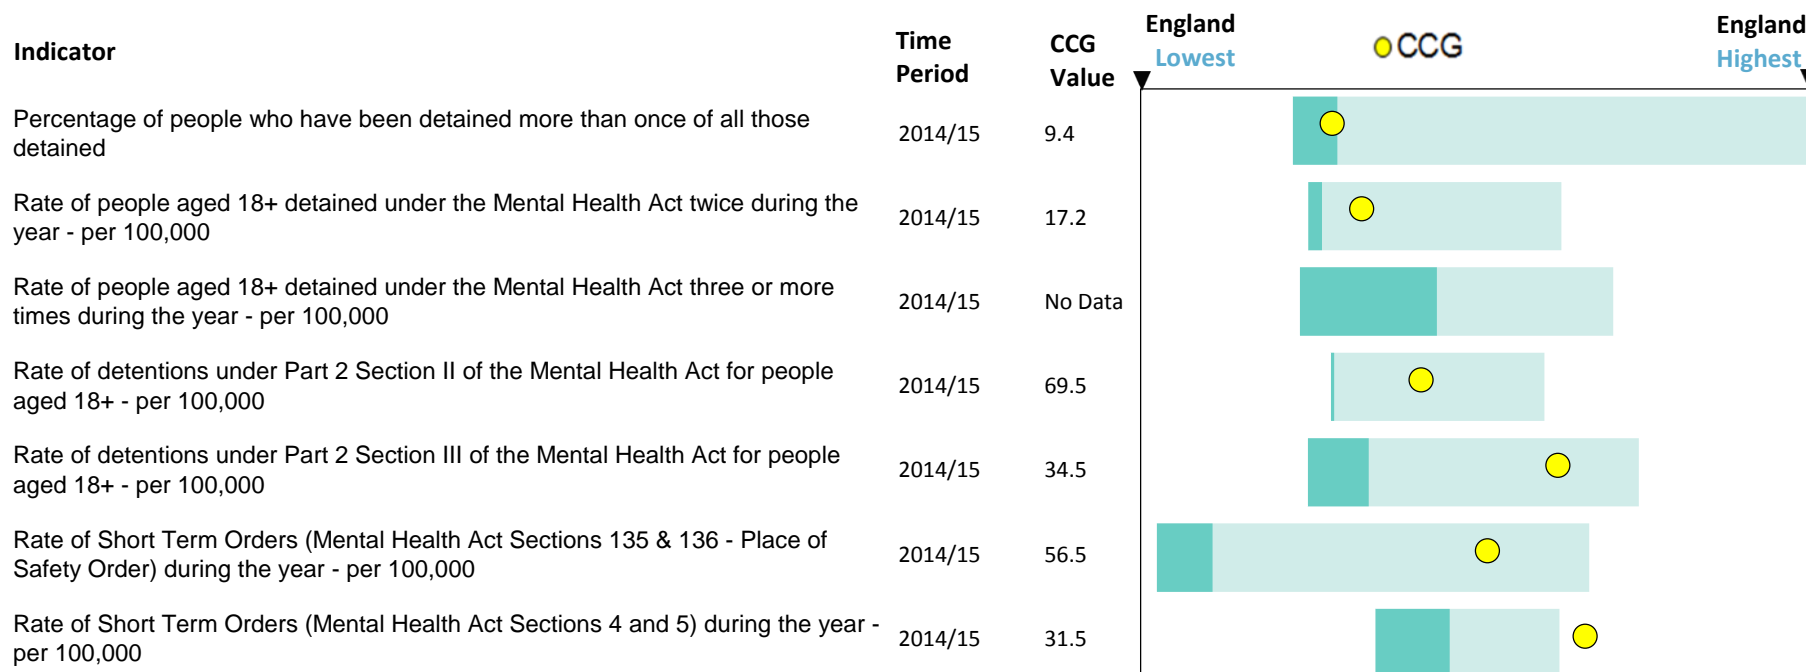 Indicator
Time
Period
CCG
Value
England
Lowest
CCG
England
Highest
Percentage of people who have been detained more than once of all those
detained
2014/15
9.4
Rate of people aged 18+ detained under the Mental Health Act twice during the
year - per 100,000
2014/15
17.2
Rate of people aged 18+ detained under the Mental Health Act three or more
times during the year - per 100,000
2014/15
No Data
Rate of detentions under Part 2 Section II of the Mental Health Act for people
aged 18+ - per 100,000
2014/15
69.5
Rate of detentions under Part 2 Section III of the Mental Health Act for people
aged 18+ - per 100,000
2014/15
34.5
Rate of Short Term Orders (Mental Health Act Sections 135 & 136 - Place of
Safety Order) during the year - per 100,000
2014/15
56.5
Rate of Short Term Orders (Mental Health Act Sections 4 and 5) during the year -
per 100,000
2014/15
31.5